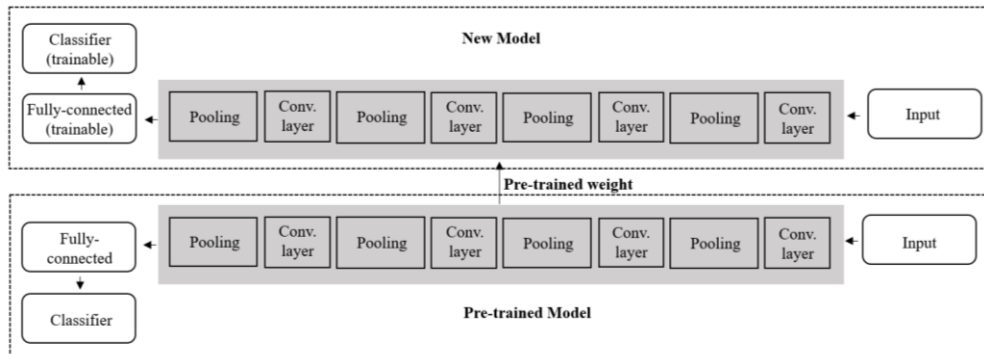 New Model
Classifier
(trainable)
Fully-connected
(trainable)
Pooling
Conv.
layer
Pooling
Conv.
layer
Pooling
Conv.
layer
Pooling
Conv.
layer
Input
Pre-trained weight
Fully-
connected
Pooling
Conv.
layer
Pooling
Conv.
layer
Pooling
Conv.
layer
Pooling
Conv.
layer
Input
Classifier
Pre-trained Model